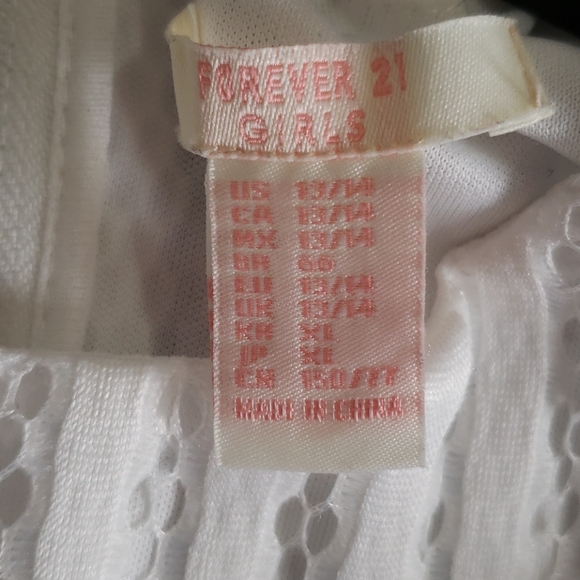 FOREVER 21
GIRLS
US 13/14
CA 13/14
MX 13/14
BR 66
EU 13/14
UK 13/14
KR XL
JP XL
CN 150/77
MADE IN CHINA